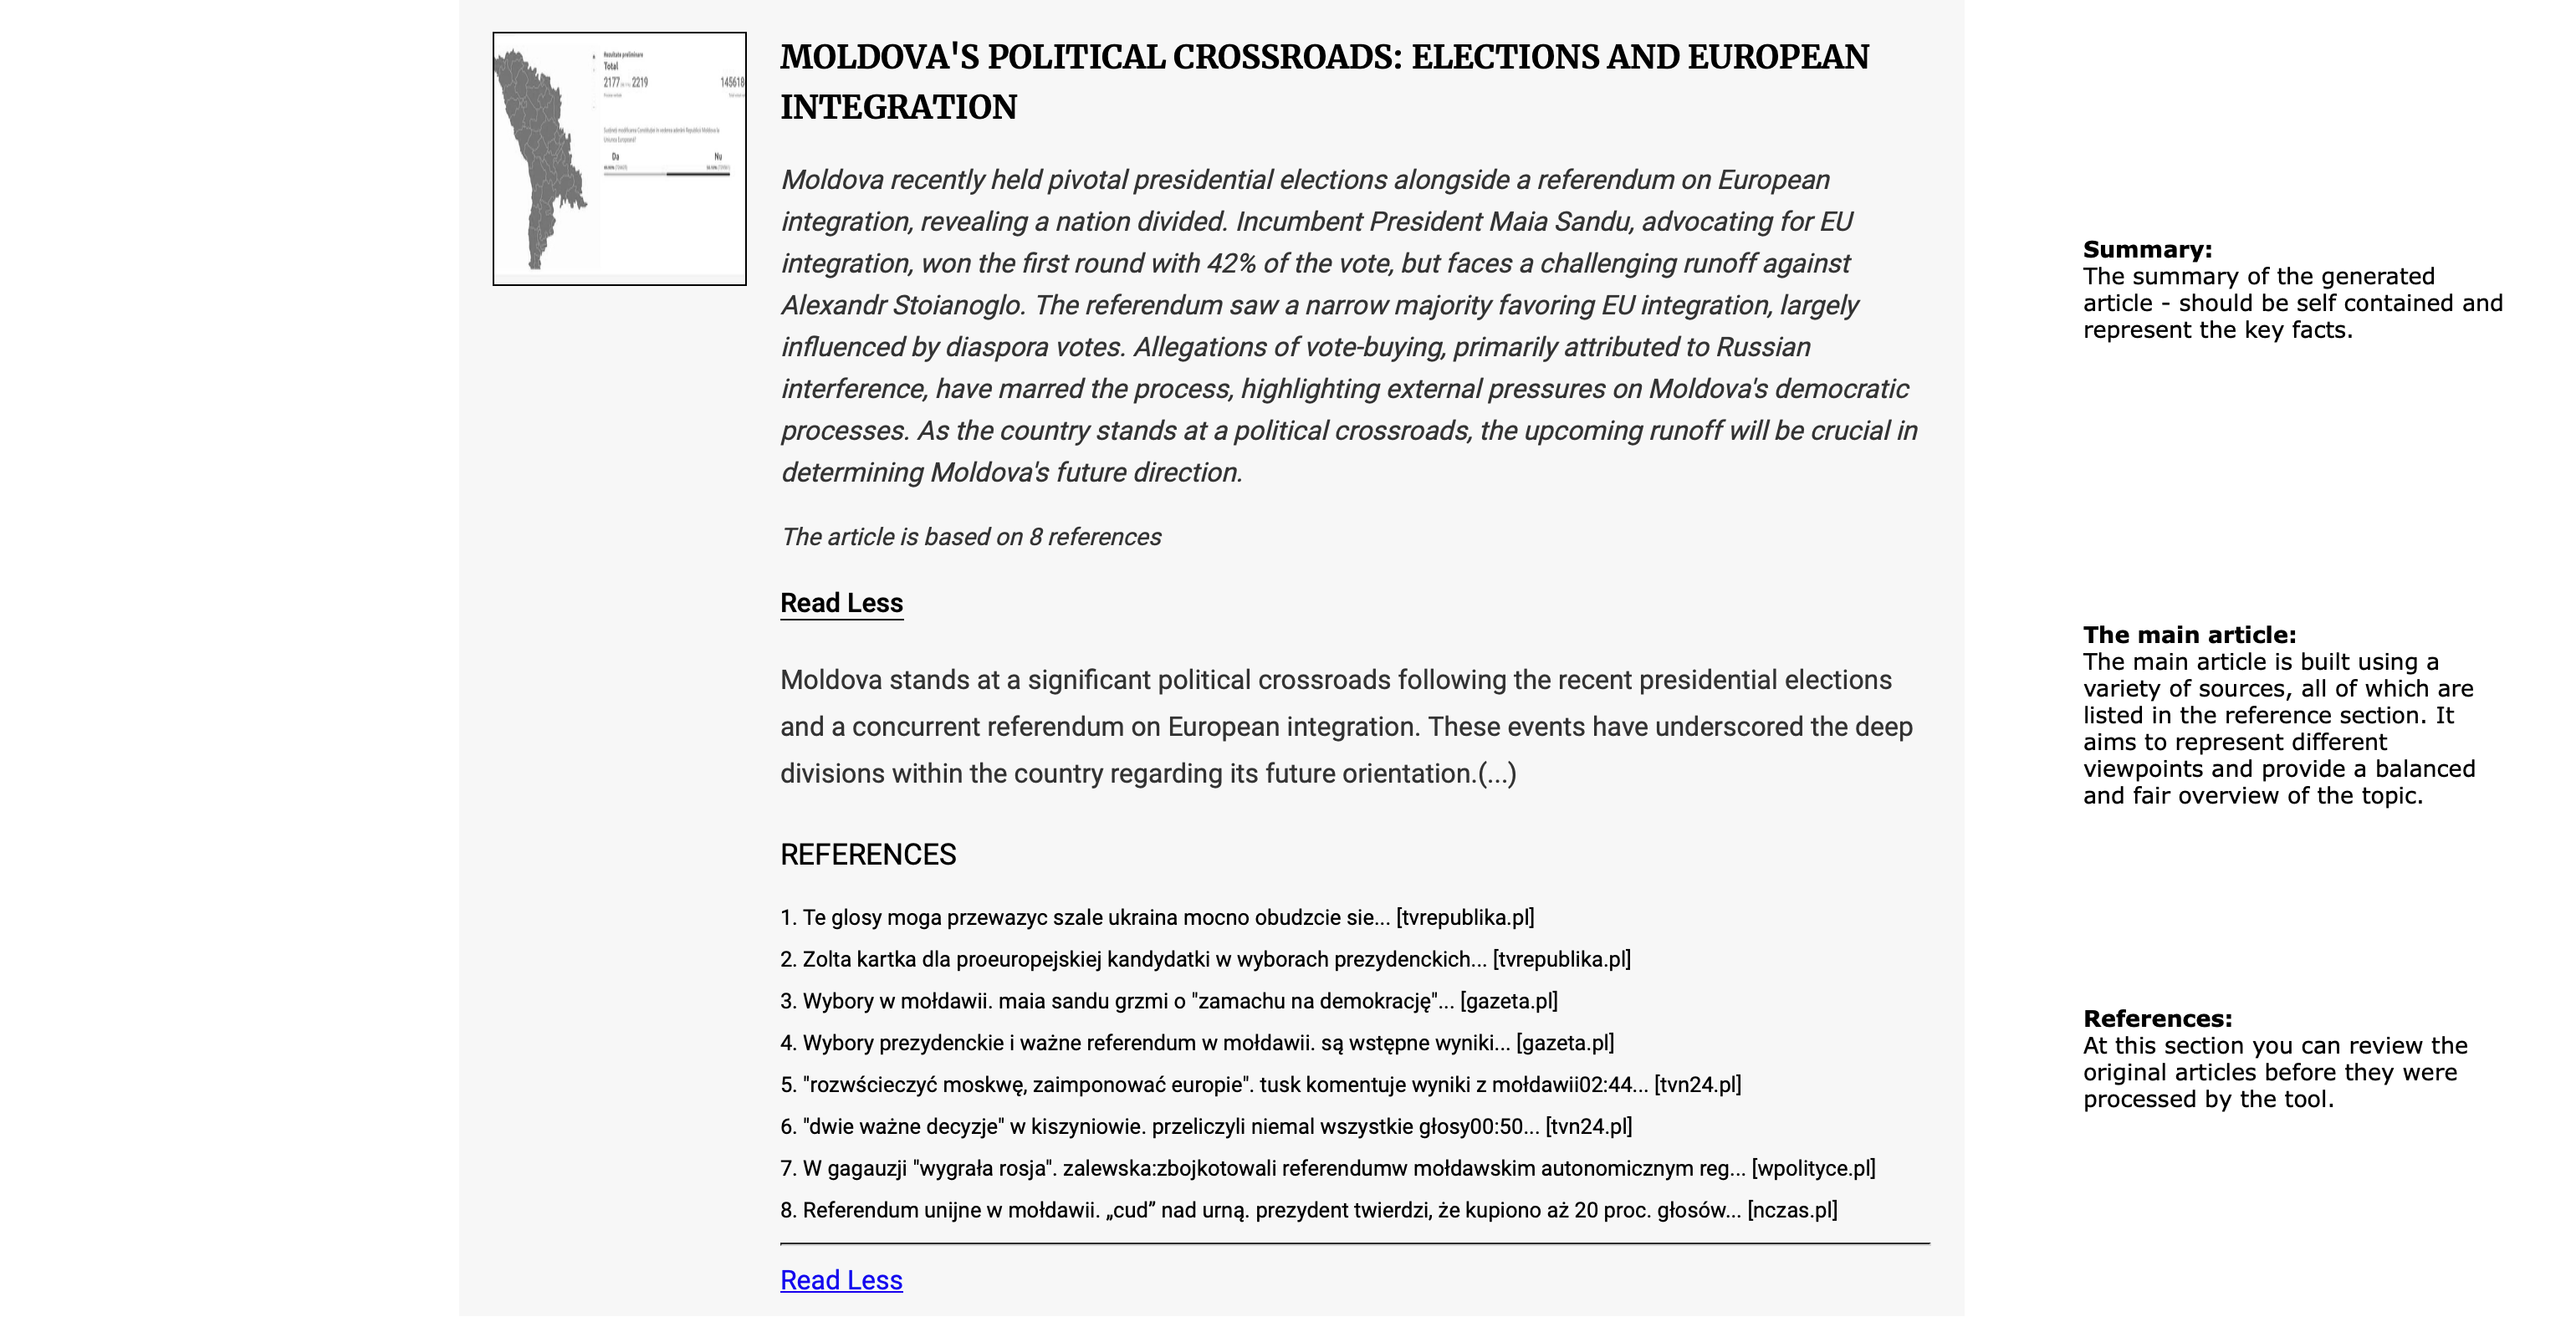 Rezultate preliminare
Total
2177 din 2219
145618
Susțineți modificarea Constituției în vederea aderării Republicii Moldova la
Uniunea Europeană?
Da
Nu
MOLDOVA'S POLITICAL CROSSROADS: ELECTIONS AND EUROPEAN
INTEGRATION
Moldova recently held pivotal presidential elections alongside a referendum on European
integration, revealing a nation divided. Incumbent President Maia Sandu, advocating for EU
integration, won the first round with 42% of the vote, but faces a challenging runoff against
Alexandr Stoianoglo. The referendum saw a narrow majority favoring EU integration, largely
influenced by diaspora votes. Allegations of vote-buying, primarily attributed to Russian
interference, have marred the process, highlighting external pressures on Moldova's democratic
processes. As the country stands at a political crossroads, the upcoming runoff will be crucial in
determining Moldova's future direction.
The article is based on 8 references
Read Less
Moldova stands at a significant political crossroads following the recent presidential elections
and a concurrent referendum on European integration. These events have underscored the deep
divisions within the country regarding its future orientation.(...)
REFERENCES
1. Te glosy moga przewazyc szale ukraina mocno obudzcie sie... [tvrepublika.pl]
2. Zolta kartka dla proeuropejskiej kandydatki w wyborach prezydenckich... [tvrepublika.pl]
3. Wybory w mołdawii. maia sandu grzmi o "zamachu na demokrację"... [gazeta.pl]
4. Wybory prezydenckie i ważne referendum w mołdawii. są wstępne wyniki... [gazeta.pl]
5. "rozwścieczyć moskwę, zaimponować europie". tusk komentuje wyniki z mołdawii02:44... [tvn24.pl]
6. "dwie ważne decyzje" w kiszyniowie. przeliczyli niemal wszystkie głosy00:50... [tvn24.pl]
7. W gagauzji "wygrała rosja". zalewska:zbojkotowali referendumw mołdawskim autonomicznym reg... [wpolityce.pl]
8. Referendum unijne w mołdawii. „cud” nad urną. prezydent twierdzi, że kupiono aż 20 proc. głosów... [nczas.pl]
Read Less
Summary:
The summary of the generated
article - should be self contained and
represent the key facts.
The main article:
The main article is built using a
variety of sources, all of which are
listed in the reference section. It
aims to represent different
viewpoints and provide a balanced
and fair overview of the topic.
References:
At this section you can review the
original articles before they were
processed by the tool.